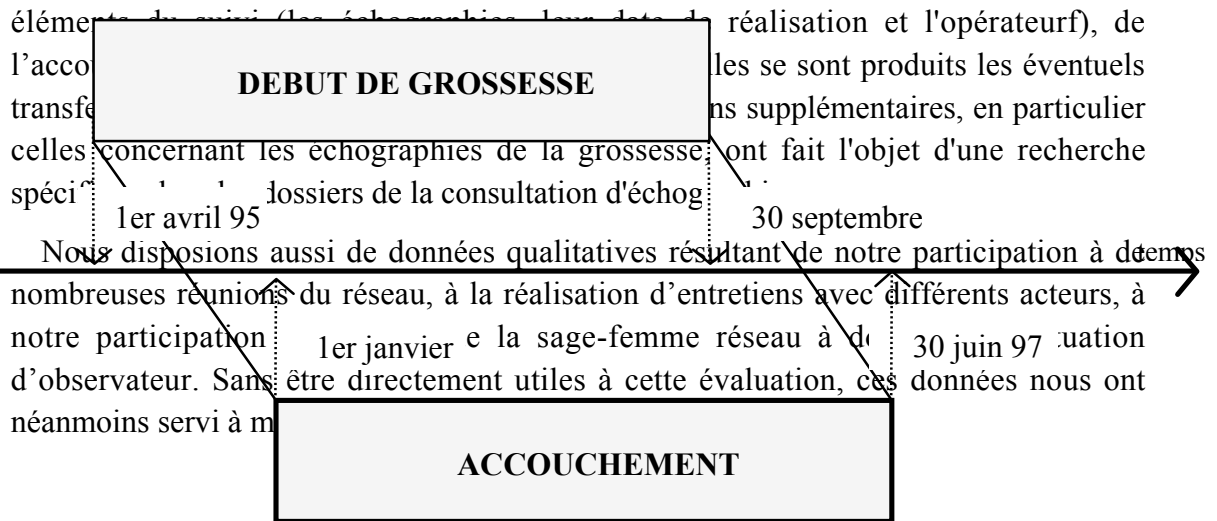 éléments du suivi (les échographies, leur date de réalisation et l'opérateurf), de
l’acco lles se sont produits les éventuels
DEBUT DE GROSSESSE
transfe ns supplémentaires, en particulier
celles concernant les échographies de la grossesse, ont fait l'objet d'une recherche
dossiers de la consultation d'échog
1er avril 95 30 septembre
Nous disposions aussi de données qualitatives résultant de notre participation à de
temps
nombreuses réunions du réseau, à la réalisation d’entretiens avec différents acteurs, à
notre participation e la sage-femme réseau à uation
1er janvier 30 juin 97
d’observateur. Sans être directement utiles à cette évaluation, ces données nous ont
néanmoins servi à m
ACCOUCHEMENT